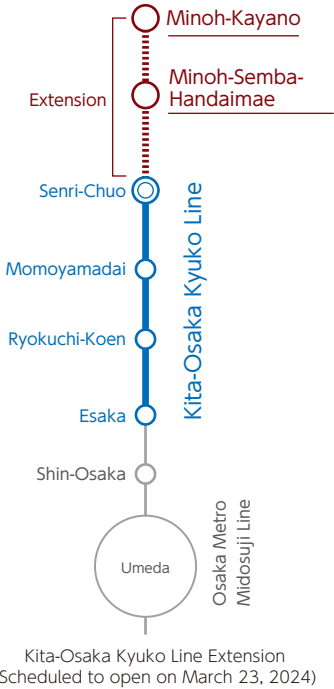 Minoh-Kayano
Minoh-Semba-
Handaimae
Extension
Senri-Chuo
Kita-Osaka Kyuko Line
Momoyamadai
Ryokuchi-Koen
Esaka
Shin-Osaka
Osaka Metro
Midosuji Line
Umeda
Kita-Osaka Kyuko Line Extension
Scheduled to open on March 23, 2024)